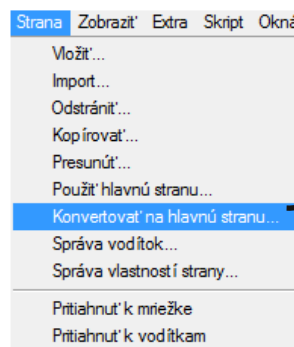 Strana Zobraziť Extra Skript Okná
Vložiť...
Import...
Odstrániť...
Kopírovať...
Presunúť...
Použiť hlavnú stranu...
Konvertovať na hlavnú stranu...
Správa vodítok...
Správa vlastností strany...
Pritiahnuť k mriežke
Pritiahnuť k vodítkam